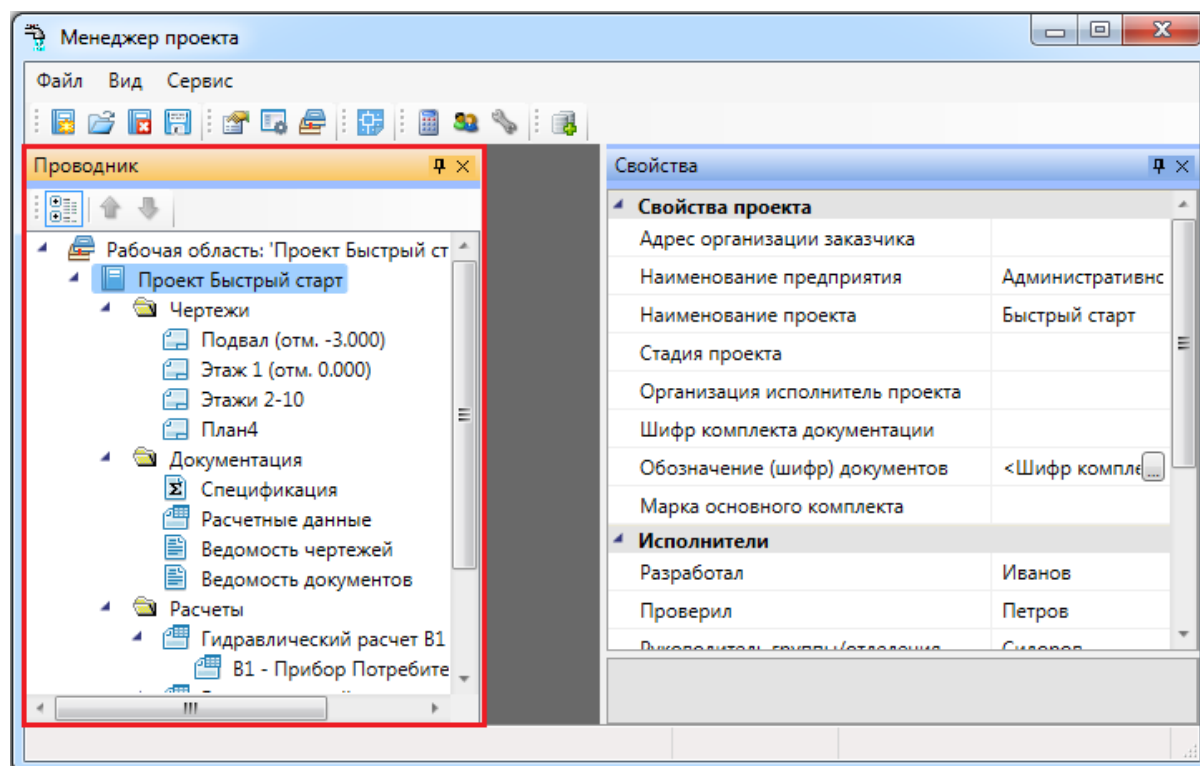 Менеджер проекта
Файл Вид Сервис
Проводник
Рабочая область: 'Проект Быстрый ст
Проект Быстрый старт
Чертежи
Подвал (отм. -3.000)
Этаж 1 (отм. 0.000)
Этажи 2-10
План4
Документация
Спецификация
Расчетные данные
Ведомость чертежей
Ведомость документов
Расчеты
Гидравлический расчет В1
В1 - Прибор Потребите
Свойства
Свойства проекта
Адрес организации заказчика
Наименование предприятия Административнс
Наименование проекта Быстрый старт
Стадия проекта
Организация исполнитель проекта
Шифр комплекта документации
Обозначение (шифр) документов <Шифр компле ...
Марка основного комплекта
Исполнители
Разработал Иванов
Проверил Петров
Руководитель группы/отделения Сидоров